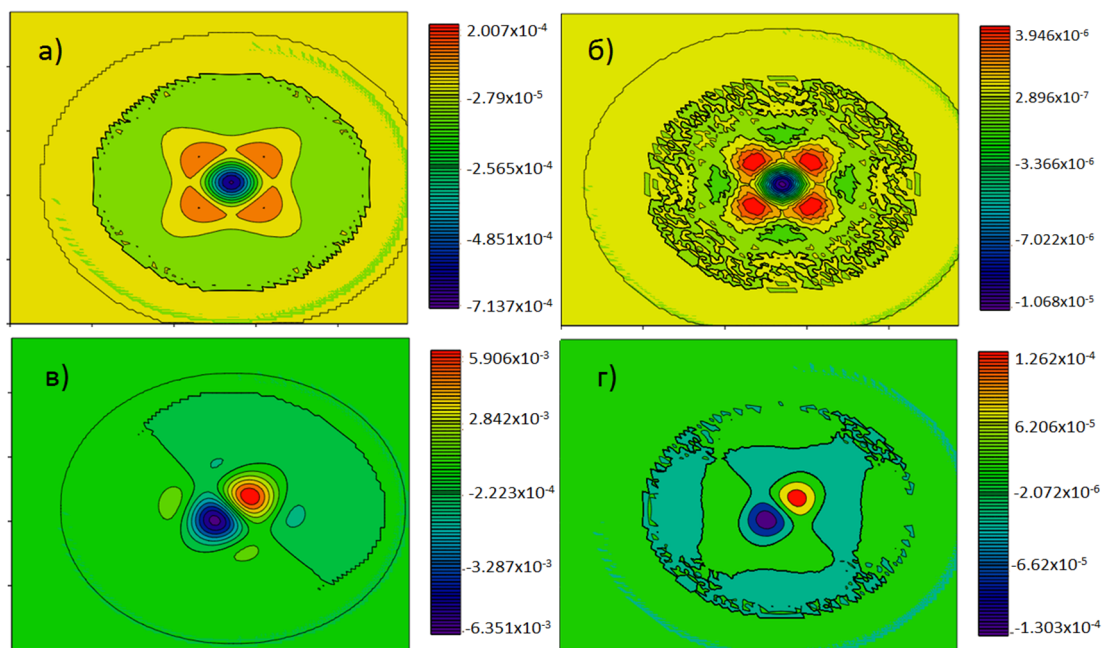 а)
2.007x10-4
-2.79x10-5
-2.565x10-4
-4.851x10-4
-7.137x10-4
б)
3.946x10-6
2.896x10-7
-3.366x10-6
-7.022x10-6
-1.068x10-5
в)
5.906x10-3
2.842x10-3
-2.223x10-4
-3.287x10-3
-6.351x10-3
г)
1.262x10-4
6.205x10-5
-2.072x10-6
-6.62x10-5
-1.303x10-4